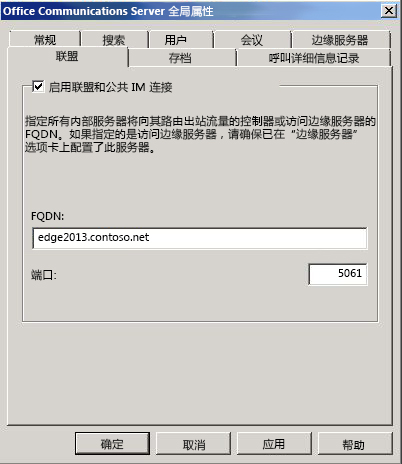 Office Communications Server 全局属性
常规 搜索 用户 会议 边缘服务器
联盟 存档 呼叫详细信息记录
启用联盟和公共 IM 连接
指定所有内部服务器将向其路由出站流量的控制器或访问边缘服务器的
FQDN。如果指定的是访问边缘服务器，请确保已在“边缘服务器”
选项卡上配置了此服务器。
FQDN:
edge2013.contoso.net
端口: 5061
确定 取消 应用 帮助